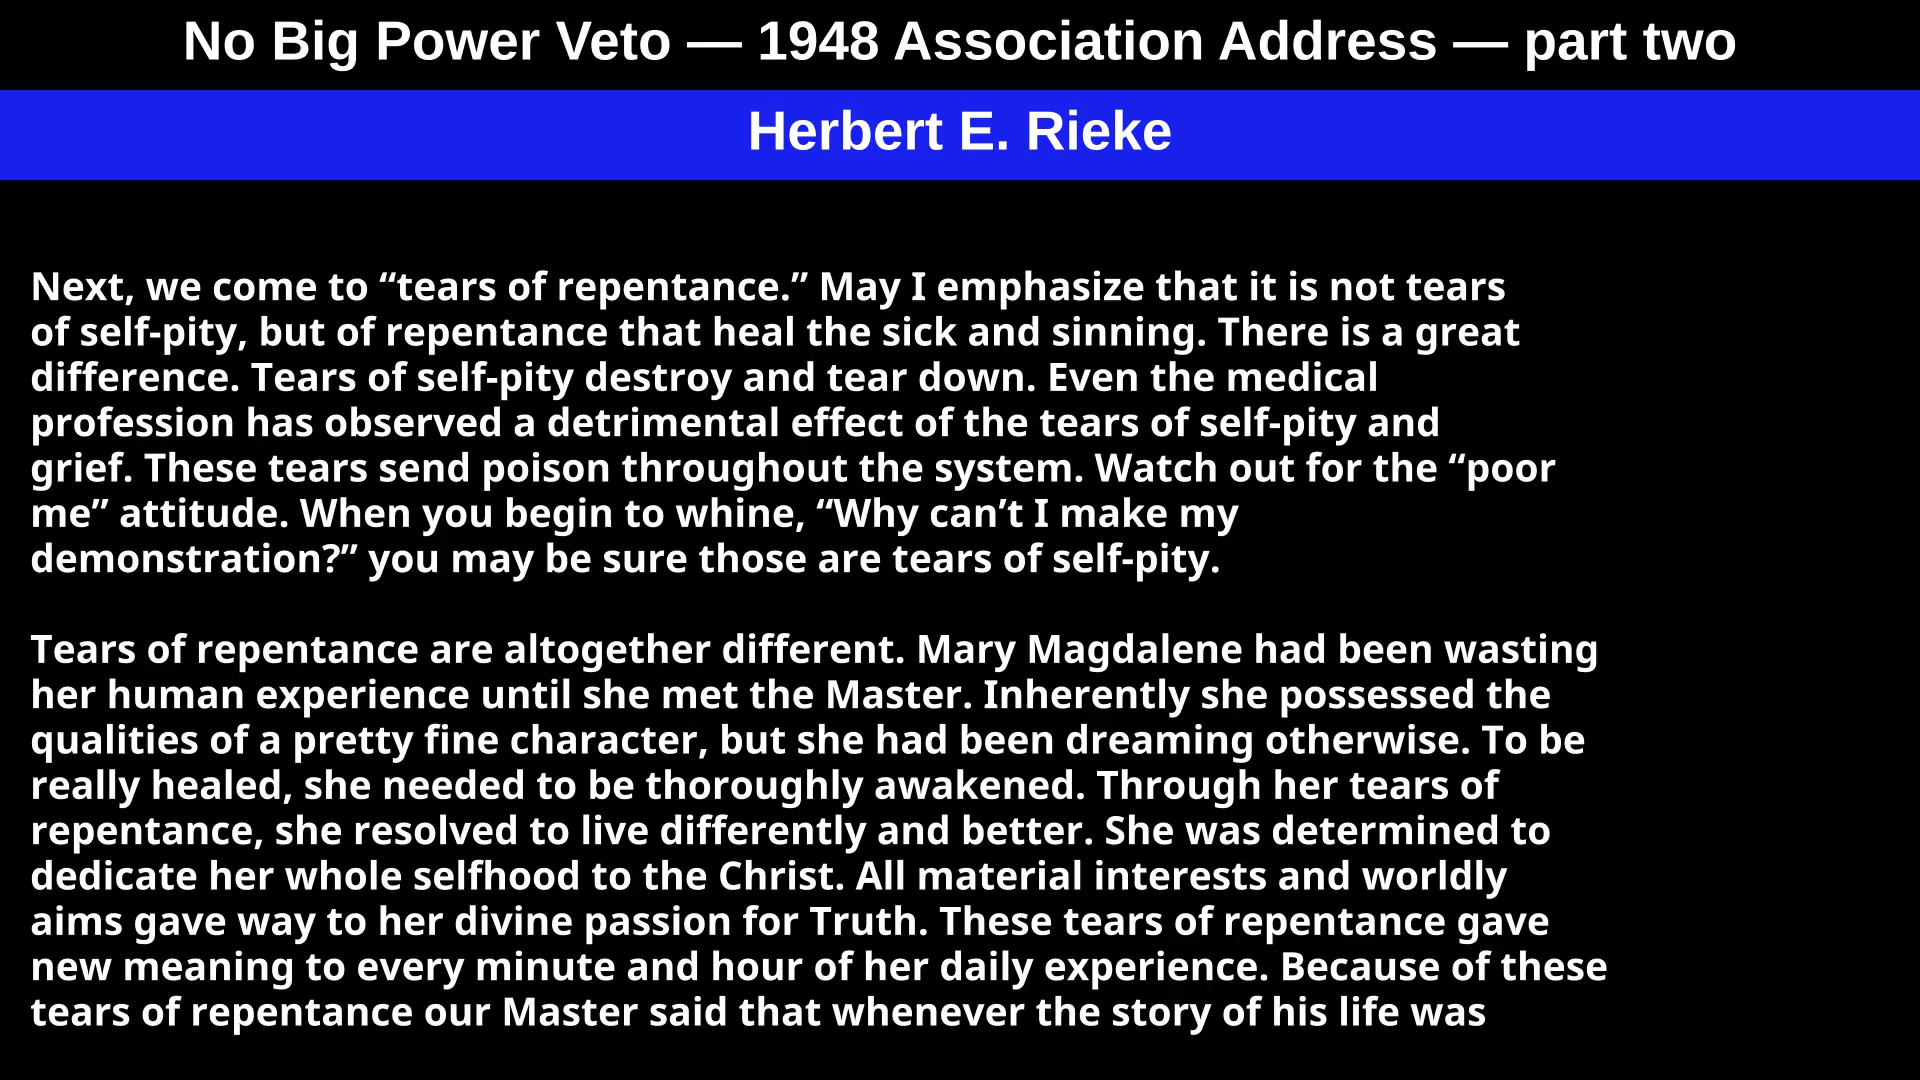 No Big Power Veto — 1948 Association Address — part two
Herbert E. Rieke
Next, we come to “tears of repentance.” May I emphasize that it is not tears
of self-pity, but of repentance that heal the sick and sinning. There is a great
difference. Tears of self-pity destroy and tear down. Even the medical
profession has observed a detrimental effect of the tears of self-pity and
grief. These tears send poison throughout the system. Watch out for the “poor
me” attitude. When you begin to whine, “Why can’t I make my
demonstration?” you may be sure those are tears of self-pity.
Tears of repentance are altogether different. Mary Magdalene had been wasting
her human experience until she met the Master. Inherently she possessed the
qualities of a pretty fine character, but she had been dreaming otherwise. To be
really healed, she needed to be thoroughly awakened. Through her tears of
repentance, she resolved to live differently and better. She was determined to
dedicate her whole selfhood to the Christ. All material interests and worldly
aims gave way to her divine passion for Truth. These tears of repentance gave
new meaning to every minute and hour of her daily experience. Because of these
tears of repentance our Master said that whenever the story of his life was